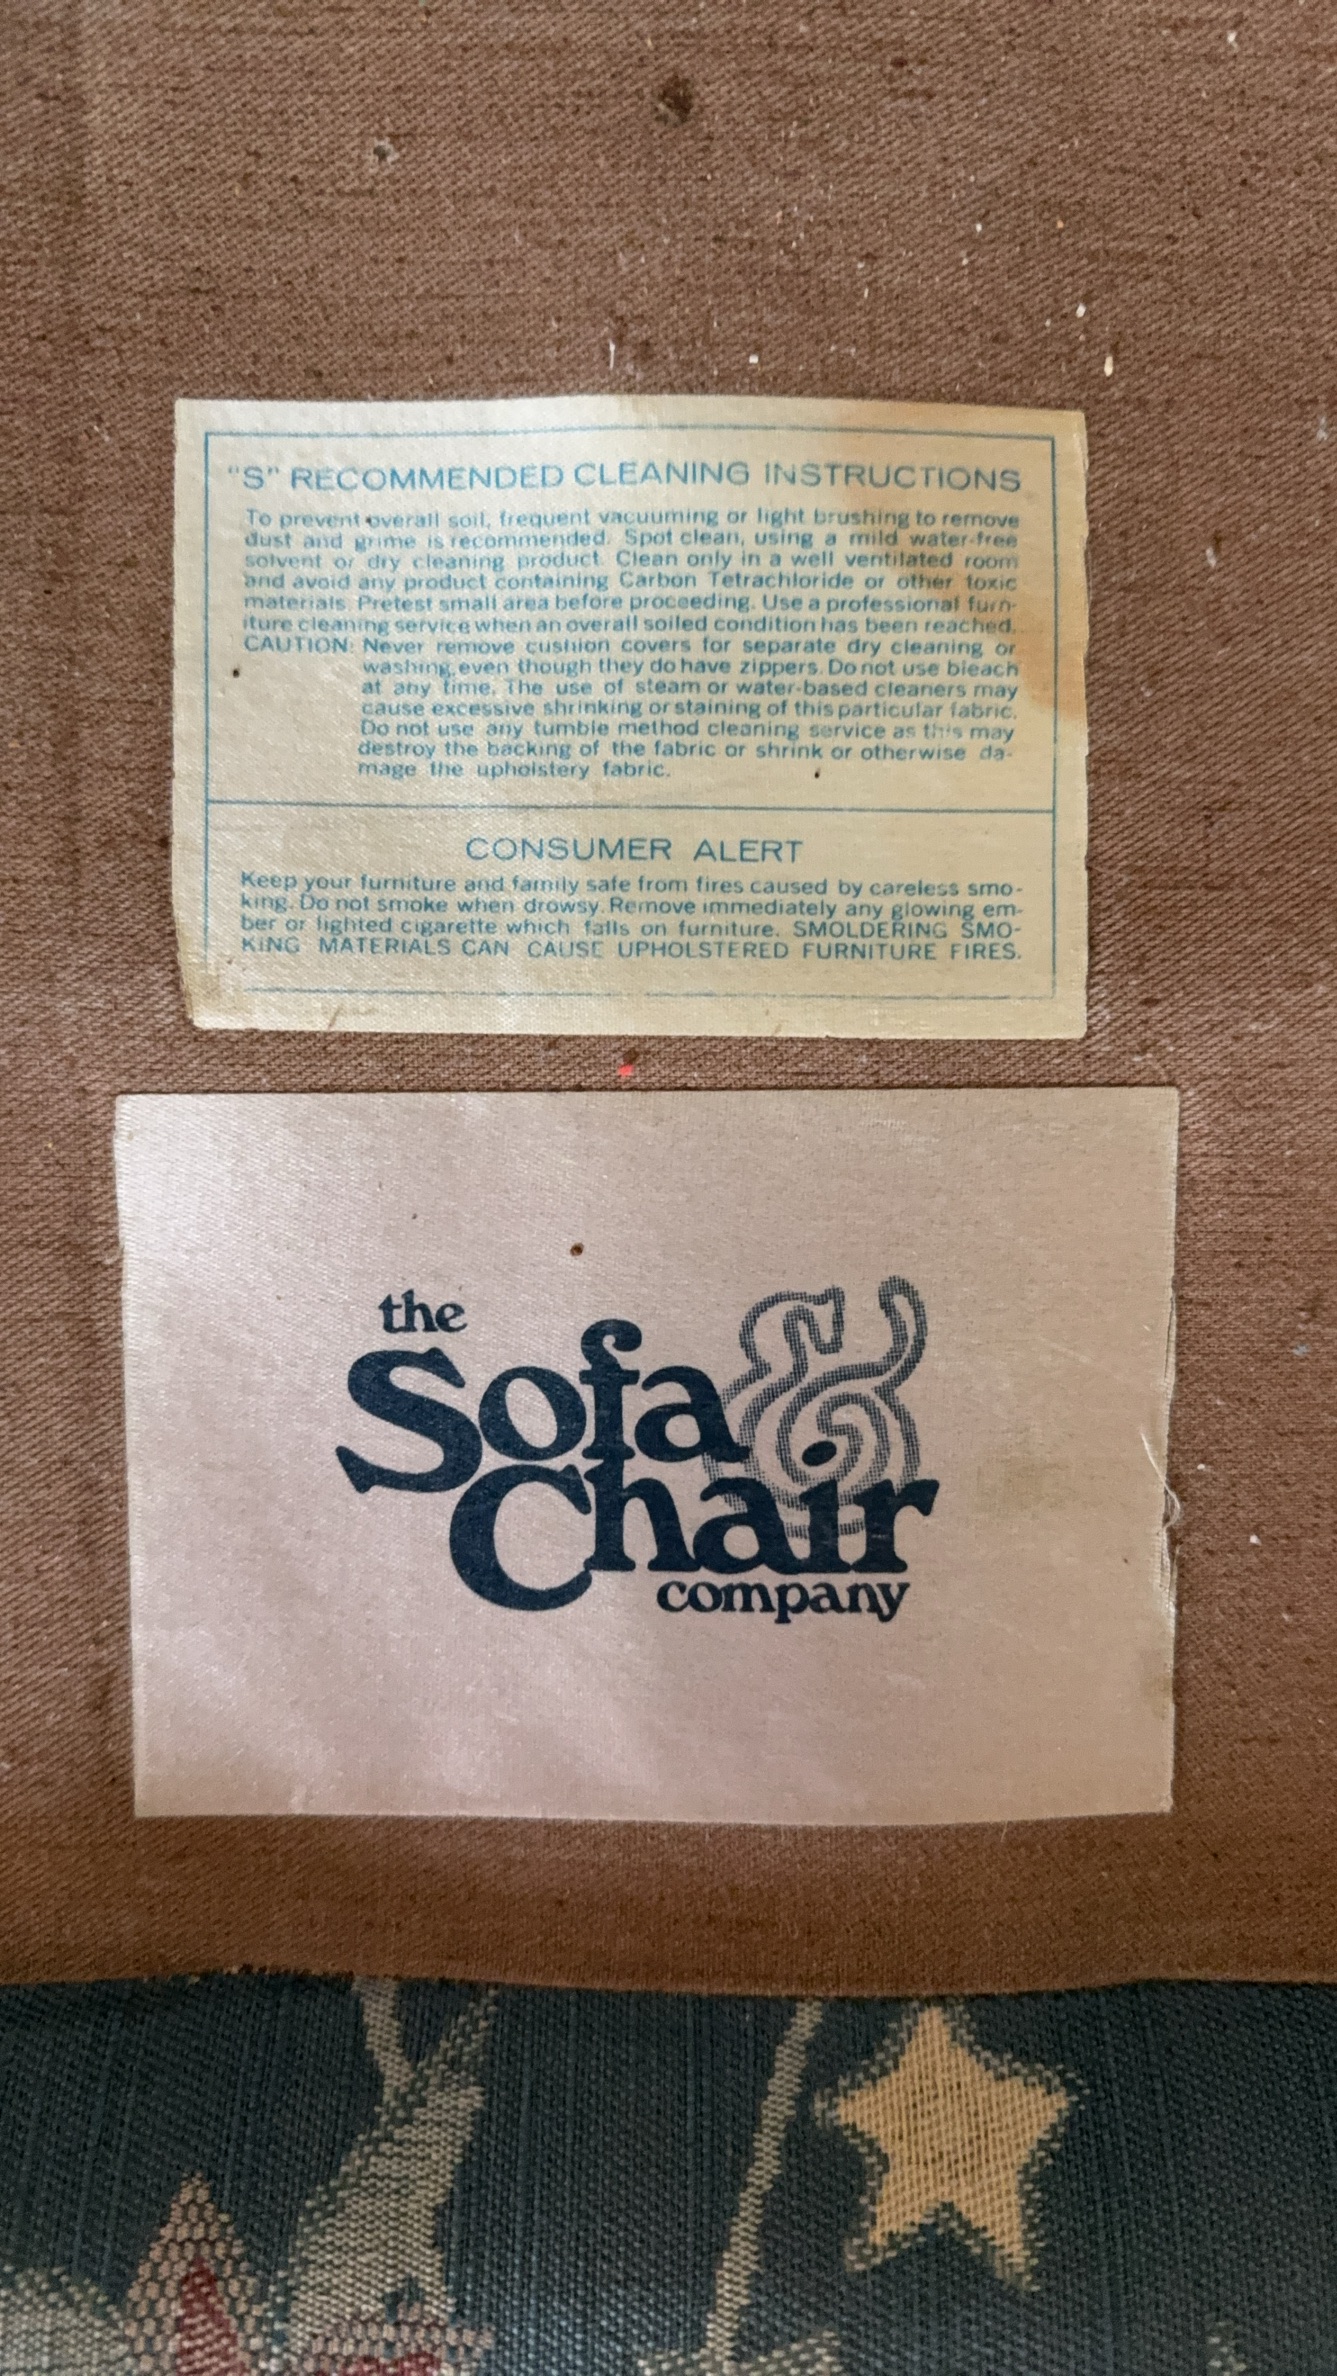 "S" RECOMMENDED CLEANING INSTRUCTIONS
To prevent overall soil, frequent vacuuming or light brushing to remove
dust and grime is recommended. Spot clean, using a mild water-free
solvent or dry cleaning product. Clean only in a well ventilated room
and avoid any product containing Carbon Tetrachloride or other toxic
materials. Pretest small area before proceeding. Use a professional furn-
iture cleaning service when an overall soiled condition has been reached.
CAUTION: Never remove cushion covers for separate dry cleaning or
washing, even though they do have zippers. Do not use bleach
at any time. The use of steam or water-based cleaners may
cause excessive shrinking or staining of this particular fabric.
Do not use any tumble method cleaning service as this may
destroy the backing of the fabric or shrink or otherwise da-
mage the upholstery fabric.
CONSUMER ALERT
Keep your furniture and family safe from fires caused by careless smo-
king. Do not smoke when drowsy. Remove immediately any glowing em-
ber or lighted cigarette which falls on furniture. SMOLDERING SMO-
KING MATERIALS CAN CAUSE UPHOLSTERED FURNITURE FIRES.
the
Sofa &
Chair
company